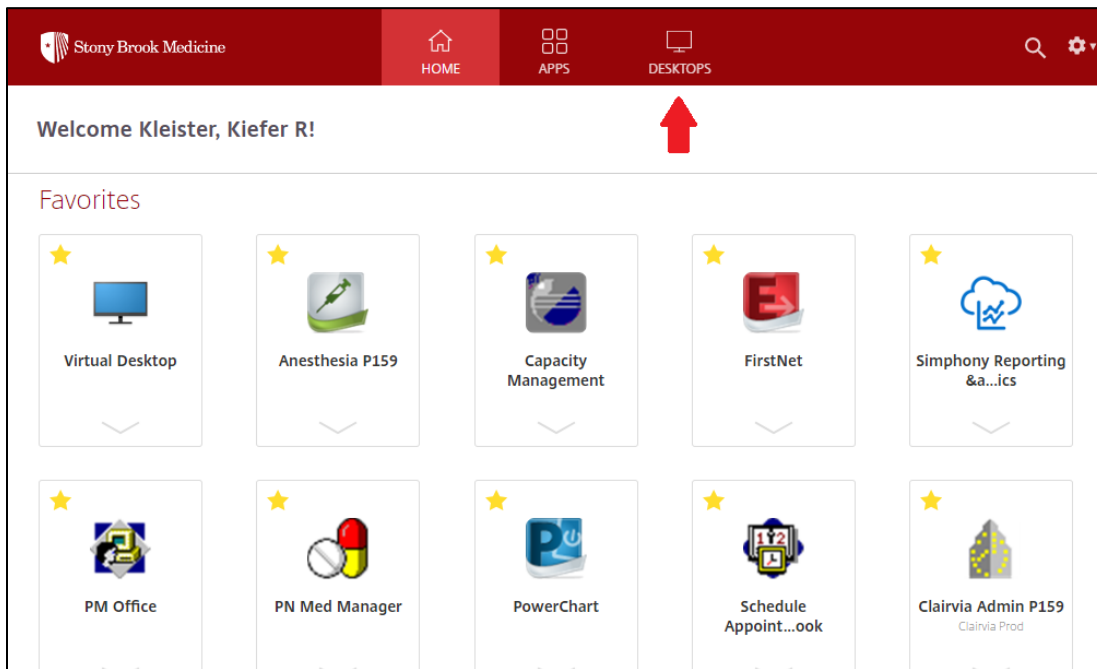 Stony Brook Medicine
HOME
APPS
DESKTOPS
Welcome Kleister, Kiefer R!
Favorites
Virtual Desktop
Anesthesia P159
Capacity
Management
FirstNet
Simphony Reporting
&a...ics
PM Office
PN Med Manager
PowerChart
Schedule
Appoint...ook
Clairvia Admin P159
Clairvia Prod